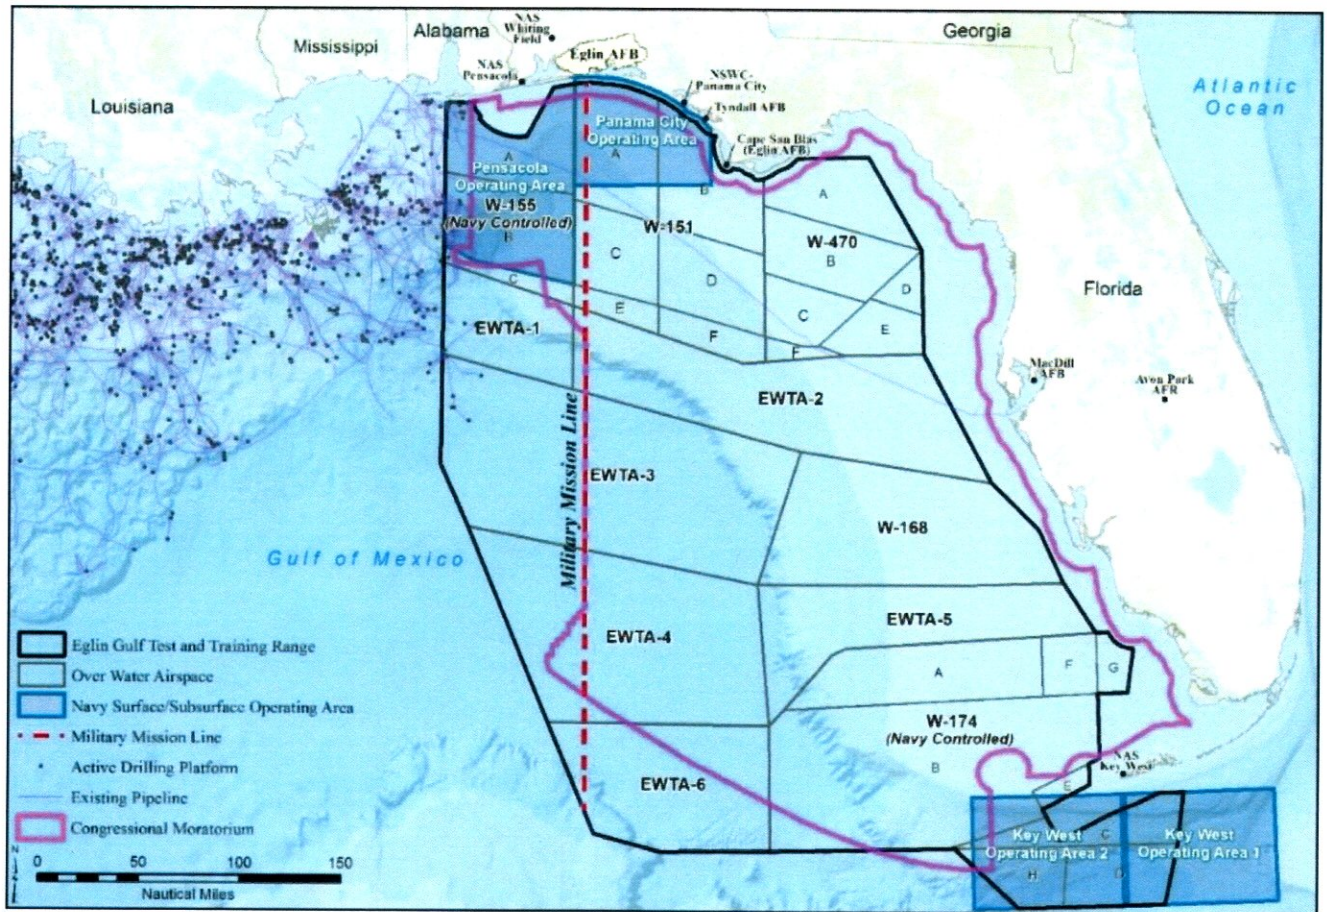 Alabama
NAS
Whiring
Field
Georgia
Mississippi
Eglin AFB
NAS
Pensacola
NSWC-
Panama City
Atlantic
Ocean
Louisiana
Tyndall AFB
Panama City
Operating Area
Cape San Blas
(Eglin AFB)
A
A
Pensacola
Operating Area
B
A
W-155
(Navy Controlled)
B
W-151
W-470
B
C
D
C
D
Florida
E
C
E
EWTA-1
F
F
MacDill
AFB
Avon Park
AFR
EWTA-2
Military Mission Line
EWTA-3
W-168
Gulf of Mexico
EWTA-4
EWTA-5
A
F
G
W-174
(Navy Controlled)
B
NAS
Key West
E
EWTA-6
Key West
Operating Area 2
C
H
D
Key West
Operating Area 1
Eglin Gulf Test and Training Range
Over Water Airspace
Navy Surface/Subsurface Operating Area
Military Mission Line
Active Drilling Platform
Existing Pipeline
Congressional Moratorium
N
0 50 100 150
Nautical Miles